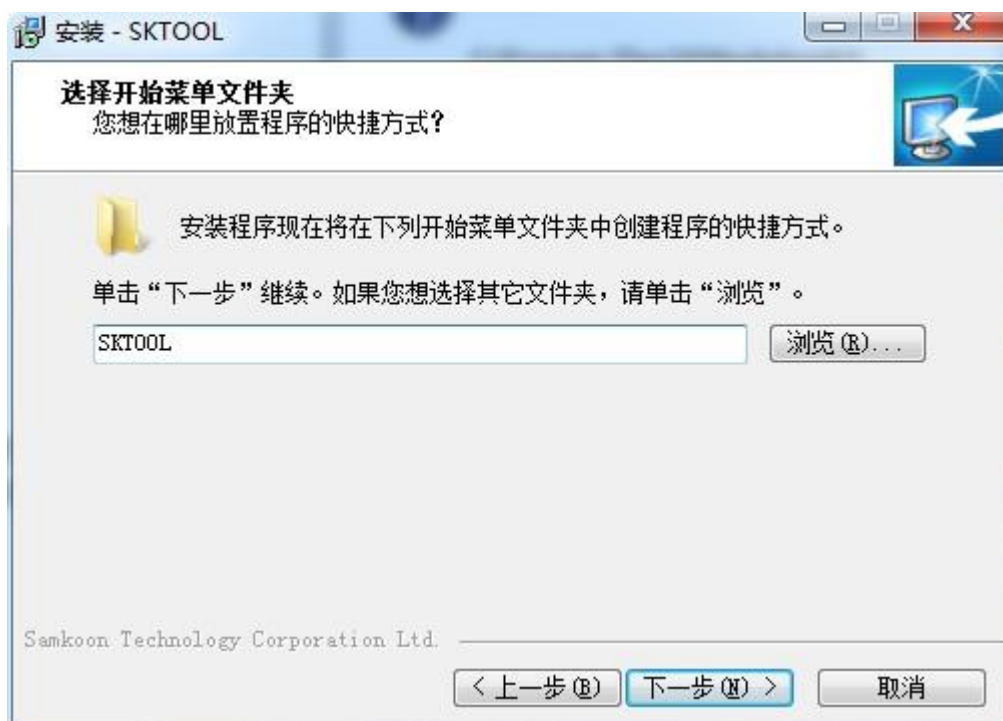 安装 - SKTOOL
选择开始菜单文件夹
您想在哪里放置程序的快捷方式?
安装程序现在将在下列开始菜单文件夹中创建程序的快捷方式。
单击“下一步”继续。如果您想选择其它文件夹，请单击“浏览”。
SKTOOL
浏览(R)...
Samkoon Technology Corporation Ltd.
< 上一步(B)
下一步(N) >
取消